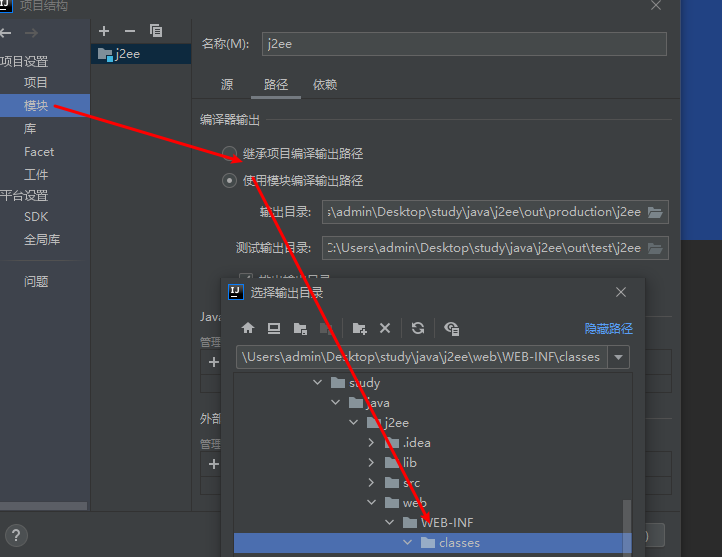 IJ 项目结构
项目设置
项目
模块
库
Facet
工件
平台设置
SDK
全局库
问题
j2ee
名称(M): j2ee
源 路径 依赖
编译器输出
继承项目编译输出路径
使用模块编译输出路径
输出目录: s\admin\Desktop\study\java\j2ee\out\production\j2ee
测试输出目录: C:\Users\admin\Desktop\study\java\j2ee\out\test\j2ee
Java
管理
外部
管理
IJ 选择输出目录
隐藏路径
\Users\admin\Desktop\study\java\j2ee\web\WEB-INF\classes
study
java
j2ee
.idea
lib
src
web
WEB-INF
classes
?